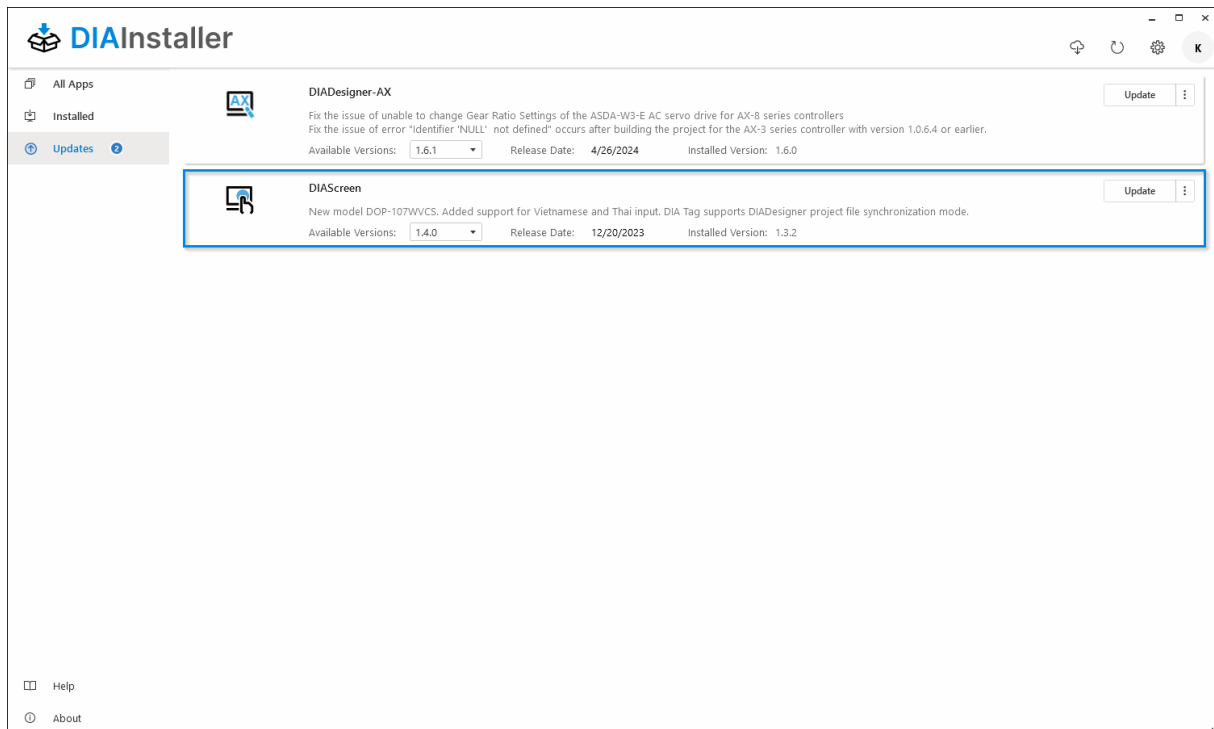 DIAInstaller
K
All Apps
Installed
Updates 2
AX
DIADesigner-AX
Update
Fix the issue of unable to change Gear Ratio Settings of the ASDA-W3-E AC servo drive for AX-8 series controllers
Fix the issue of error "Identifier 'NULL' not defined" occurs after building the project for the AX-3 series controller with version 1.0.6.4 or earlier.
Available Versions: 1.6.1 Release Date: 4/26/2024 Installed Version: 1.6.0
DIAScreen
Update
New model DOP-107WVCS. Added support for Vietnamese and Thai input. DIA Tag supports DIADesigner project file synchronization mode.
Available Versions: 1.4.0 Release Date: 12/20/2023 Installed Version: 1.3.2
Help
About